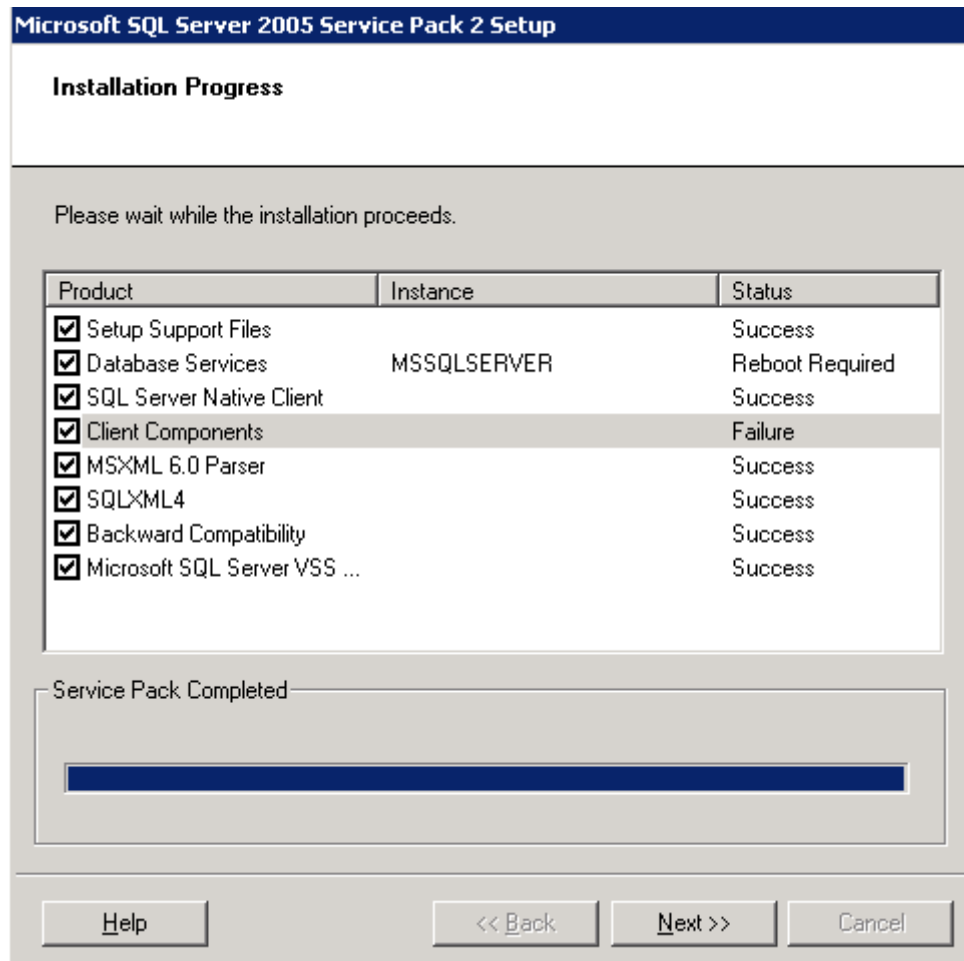 Microsoft SQL Server 2005 Service Pack 2 Setup
Installation Progress
Please wait while the installation proceeds.
Product Instance Status
Setup Support Files Success
Database Services MSSQLSERVER Reboot Required
SQL Server Native Client Success
Client Components Failure
MSXML 6.0 Parser Success
SQLXML4 Success
Backward Compatibility Success
Microsoft SQL Server VSS ... Success
Service Pack Completed
Help << Back Next >> Cancel